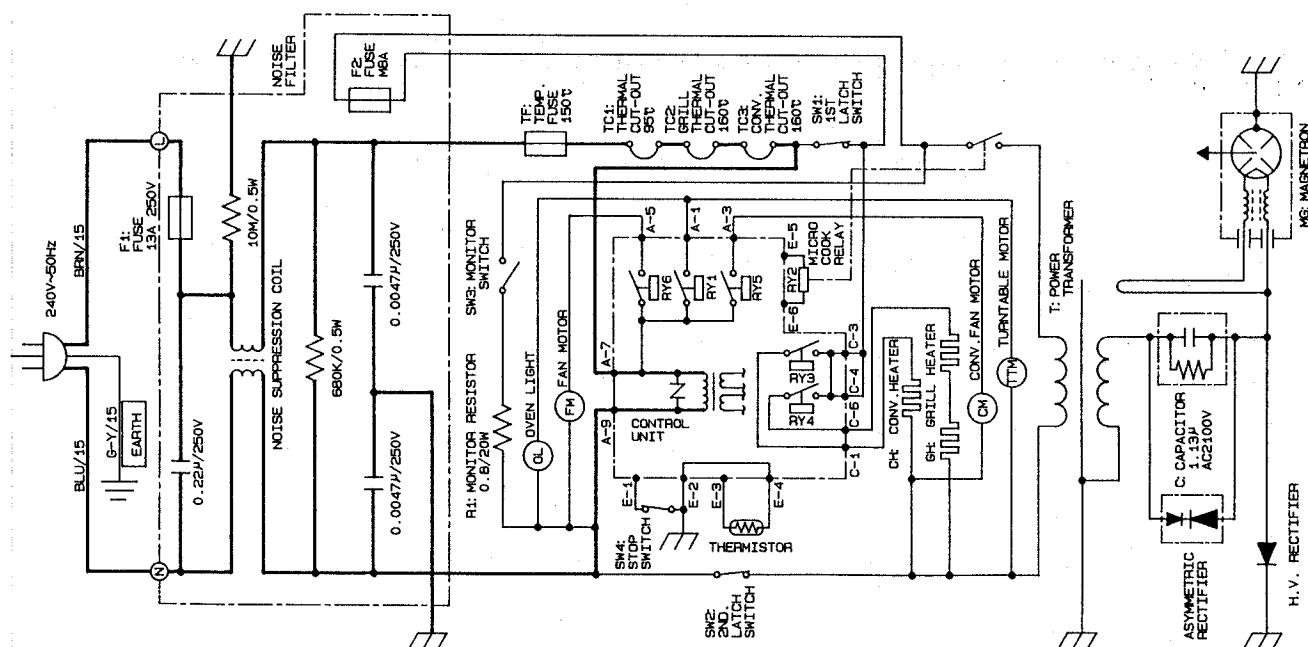 240V~50Hz
BRN/15
BLU/15
G-Y/15
EARTH
L
N
NOISE
FILTER
F1:
FUSE
13A 250V
10M/0.5W
0.22µ/250V
NOISE SUPPRESSION COIL
680K/0.5W
0.0047µ/250V
0.0047µ/250V
F2:
FUSE
M8A
TF:
TEMP.
FUSE
150℃
TC1:
THERMAL
CUT-OUT
95℃
TC2:
GRILL
THERMAL
CUT-OUT
160℃
TC3:
CONV.
THERMAL
CUT-OUT
160℃
SW1:
1ST
LATCH
SWITCH
SW3: MONITOR
SWITCH
R1: MONITOR RESISTOR
0.8/20W
OVEN LIGHT
OL
FAN MOTOR
FM
A-5
A-1
A-3
E-5
MICRO
COOK
RELAY
RY6
RY1
RY5
RY2
E-6
A-7
A-9
CONTROL
UNIT
RY3
RY4
C-3
C-4
C-6
C-1
E-1
E-2
E-3
E-4
SW4:
STOP
SWITCH
THERMISTOR
SW2:
2ND.
LATCH
SWITCH
CH: CONV.HEATER
GH: GRILL HEATER
CONV.FAN MOTOR
CM
TURNTABLE MOTOR
TTM
T: POWER
TRANSFORMER
MG: MAGNETRON
C: CAPACITOR
1.13µ
AC2100V
ASYMMETRIC
RECTIFIER
H.V. RECTIFIER